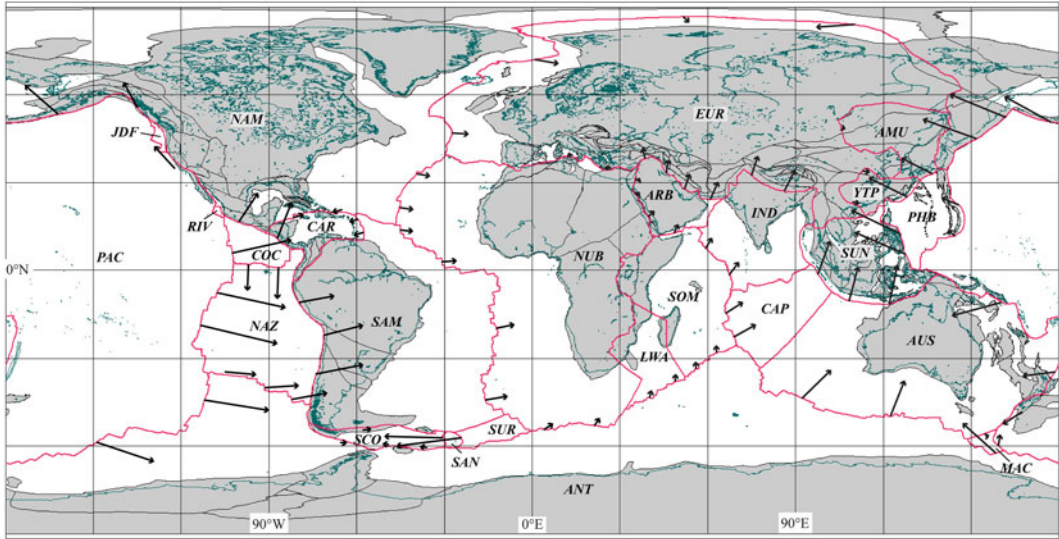 NAM
EUR
JDF
AMU
YTP
ARB
IND
PHB
RIV
CAR
COC
SUN
PAC
NUB
0°N
SOM
CAP
NAZ
SAM
AUS
LWA
SUR
SCO
SAN
MAC
ANT
90°W
0°E
90°E